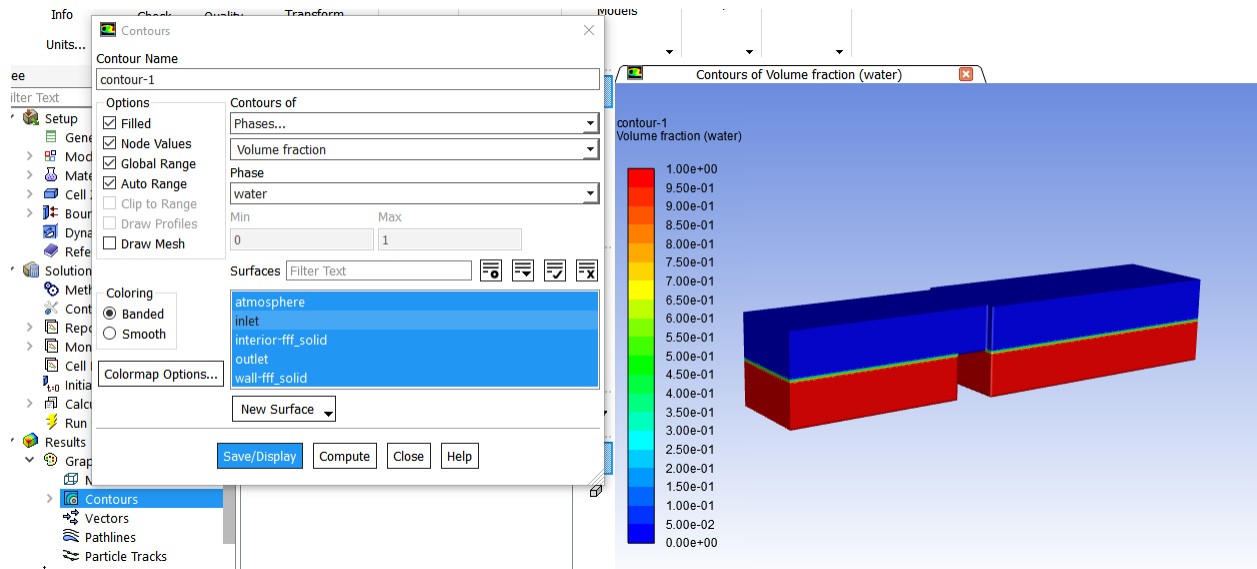 Info
Check
Quality
Transform
Models
Units...
Contours
Contour Name
contour-1
Options
Filled
Node Values
Global Range
Auto Range
Clip to Range
Draw Profiles
Draw Mesh
Contours of
Phases...
Volume fraction
Phase
water
Min
Max
0
1
Surfaces
Filter Text
atmosphere
inlet
interior-fff_solid
outlet
wall-fff_solid
Coloring
Banded
Smooth
Colormap Options...
New Surface
Save/Display
Compute
Close
Help
Setup
Solution
t=0
Run
Results
Contours
Vectors
Pathlines
Particle Tracks
Contours of Volume fraction (water)
contour-1
Volume fraction (water)
1.00e+00
9.50e-01
9.00e-01
8.50e-01
8.00e-01
7.50e-01
7.00e-01
6.50e-01
6.00e-01
5.50e-01
5.00e-01
4.50e-01
4.00e-01
3.50e-01
3.00e-01
2.50e-01
2.00e-01
1.50e-01
1.00e-01
5.00e-02
0.00e+00